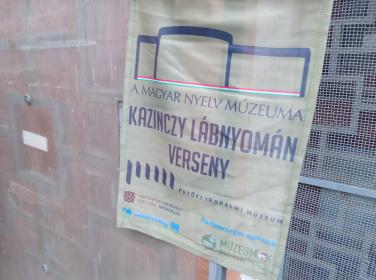 A MAGYAR NYELV MÚZEUMA
KAZINCZY LÁBNYOMÁN
VERSENY
PETŐFI IRODALMI MÚZEUM